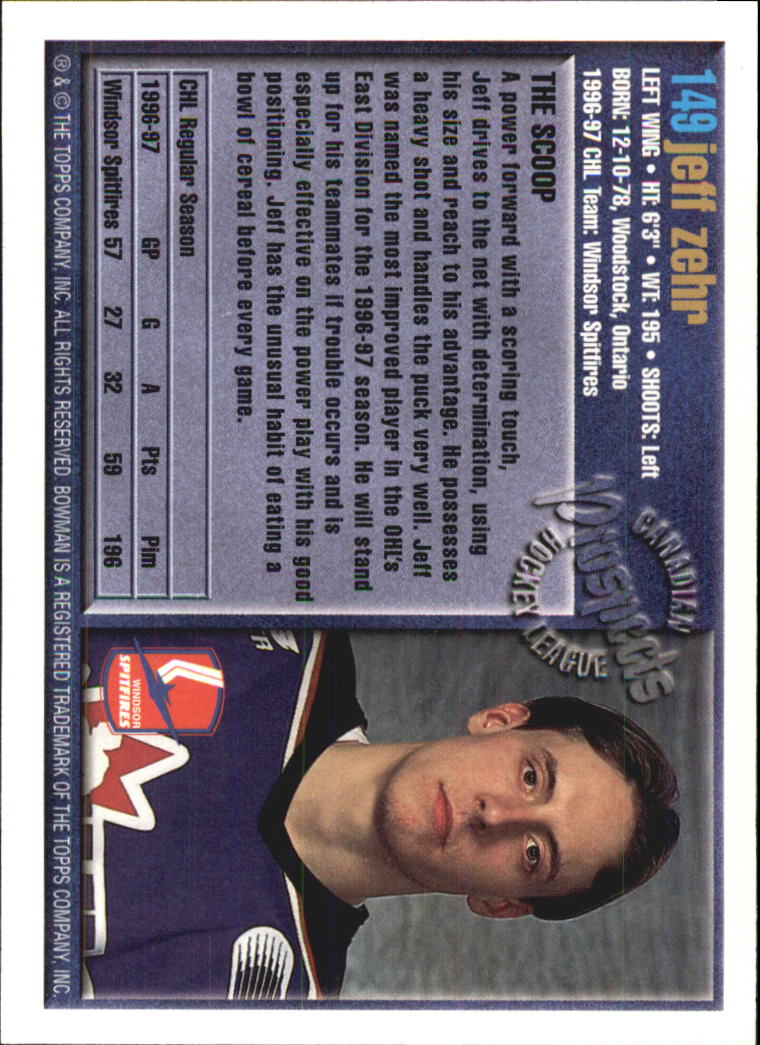 149 jeff zehr
LEFT WING • HT: 6'3" • WT: 195 • SHOOTS: Left
BORN: 12-10-78, Woodstock, Ontario
1996-97 CHL Team: Windsor Spitfires
CANADIAN
Prospects
HOCKEY LEAGUE
THE SCOOP
A power forward with a scoring touch,
Jeff drives to the net with determination, using
his size and reach to his advantage. He possesses
a heavy shot and handles the puck very well. Jeff
was named the most improved player in the OHL's
East Division for the 1996-97 season. He will stand
up for his teammates if trouble occurs and is
especially effective on the power play with his good
positioning. Jeff has the unusual habit of eating a
bowl of cereal before every game.
CHL Regular Season
1996-97 GP G A Pts Pim
Windsor Spitfires 57 27 32 59 196
WINDSOR
SPITFIRES
® & © THE TOPPS COMPANY, INC. ALL RIGHTS RESERVED. BOWMAN IS A REGISTERED TRADEMARK OF THE TOPPS COMPANY, INC.